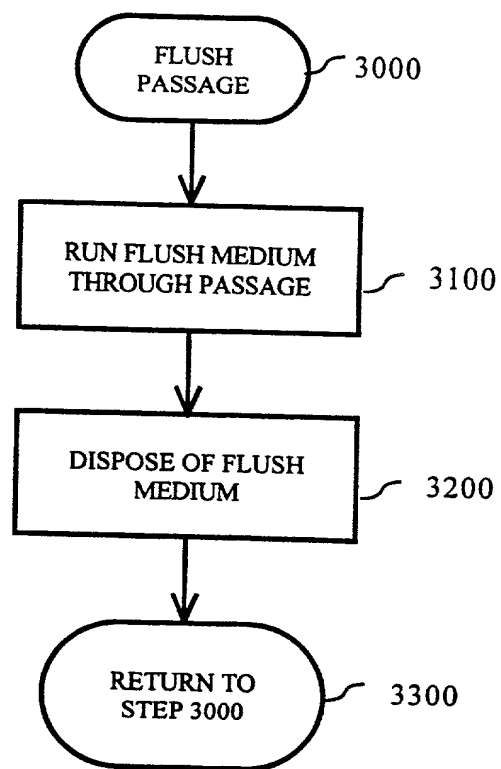 FLUSH
PASSAGE
3000
RUN FLUSH MEDIUM
THROUGH PASSAGE
3100
DISPOSE OF FLUSH
MEDIUM
3200
RETURN TO
STEP 3000
3300